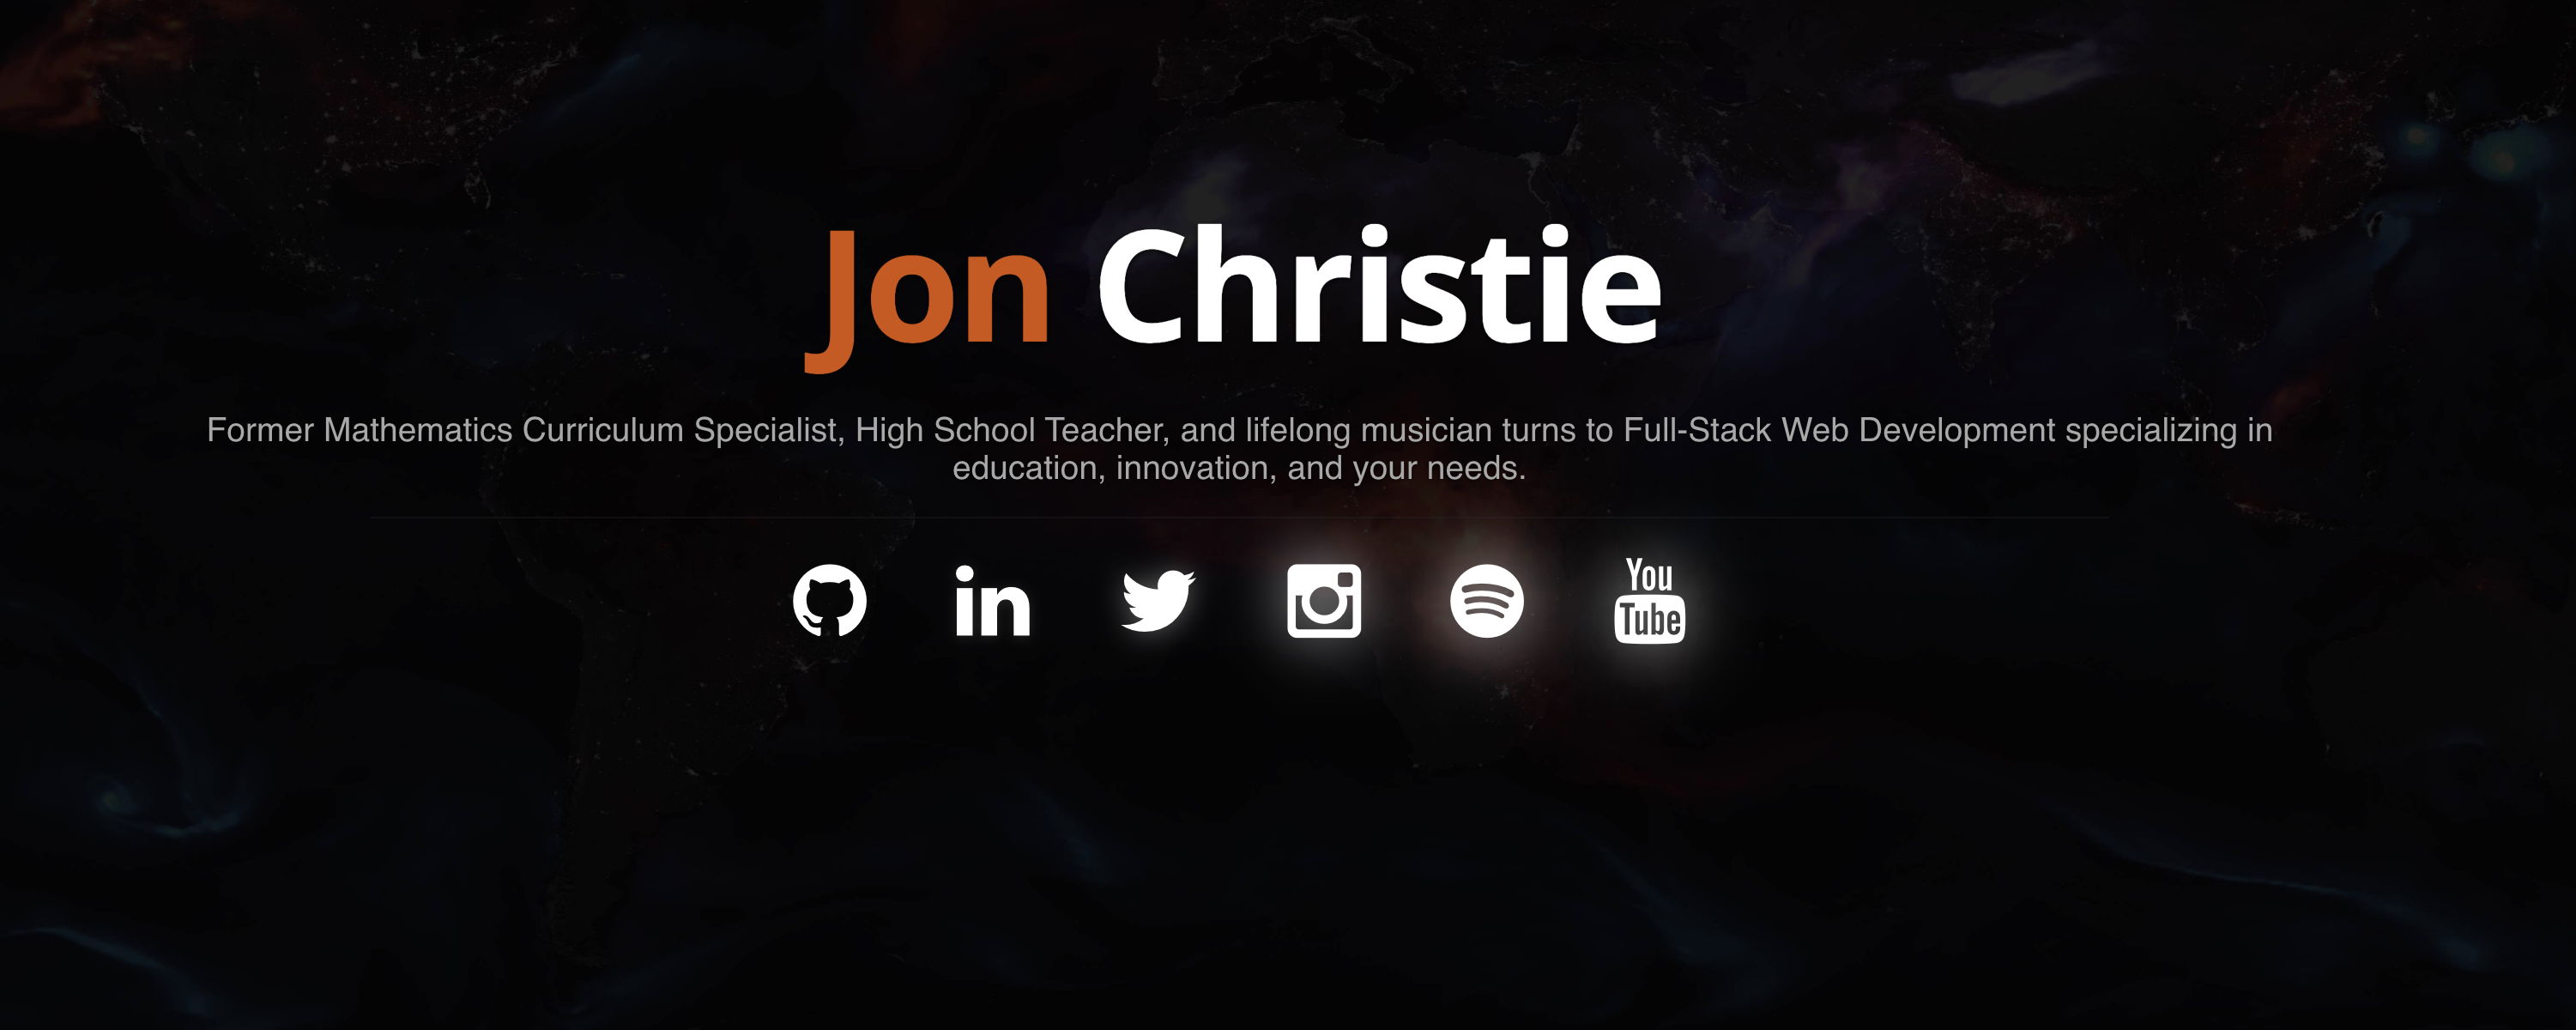 Jon Christie
Former Mathematics Curriculum Specialist, High School Teacher, and lifelong musician turns to Full-Stack Web Development specializing in
education, innovation, and your needs.
in
You
Tube